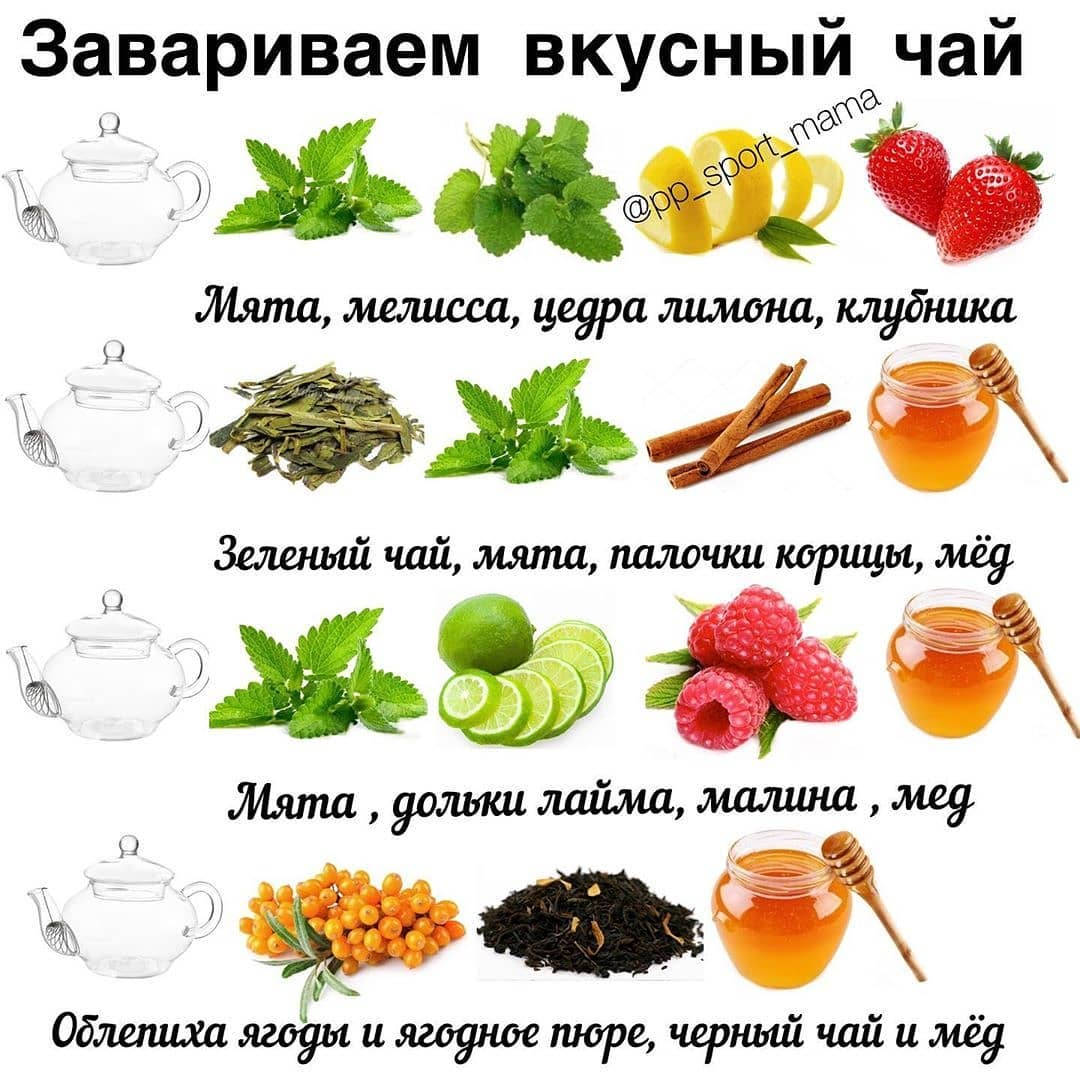 Завариваем вкусный чай
@pp_sport_mama
Мята, мелисса, цедра лимона, клубника
Зеленый чай, мята, палочки корицы, мёд
Мята , дольки лайма, малина , мед
Облепиха ягоды и ягодное пюре, черный чай и мёд